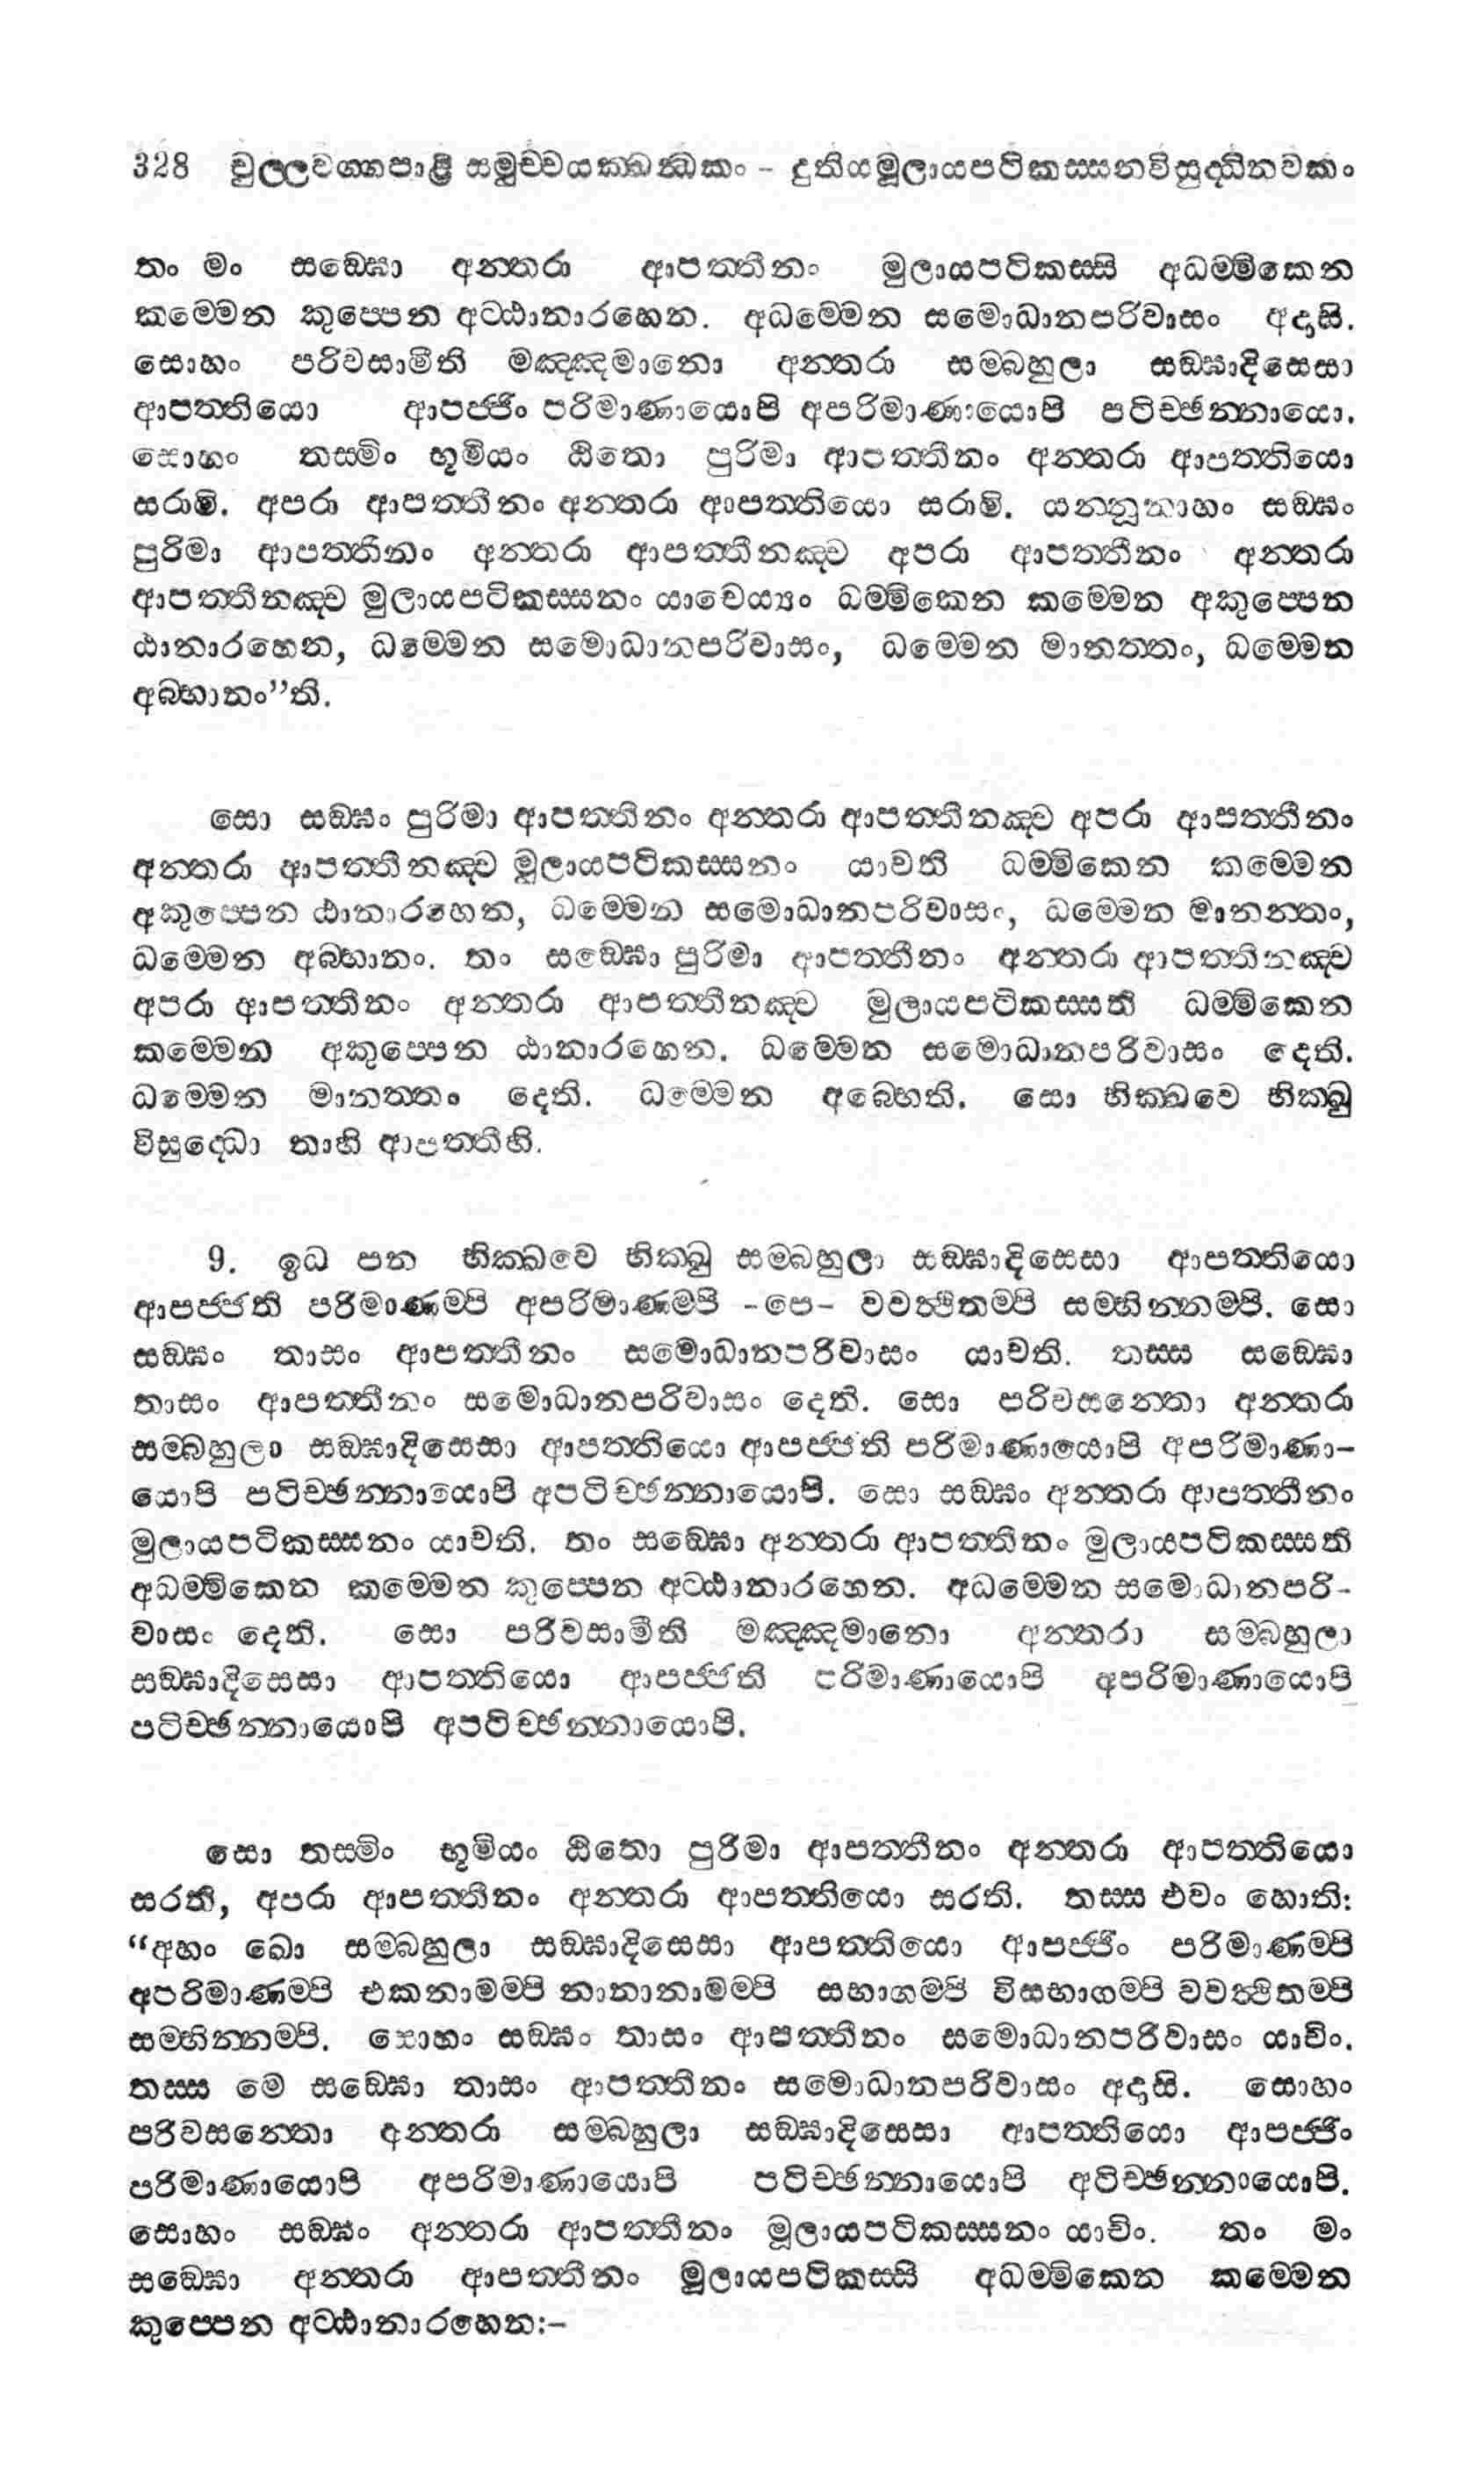 328 චුල්ලවග්ගපාළි සමුච්චයක්ඛන්ධකං - දුතියමූලායපටිකස්සනවිසුද්ධිනවකං
තං මං සඞ්ඝො අන්තරා ආපත්තීනං මුලායපටිකස්සි අධම්මිකෙන
කම්මෙන කුප්පෙන අට්ඨානාරහෙන. අධම්මෙන සමොධානපරිවාසං අදාසි.
සොහං පරිවසාමීති මඤ්ඤමානො අන්තරා සම්බහුලා සඞ්ඝාදිසෙසා
ආපත්තියො ආපජ්ජිං පරිමාණායොපි අපරිමාණායොපි පටිච්ඡන්නායො.
සොහං තස්මිං භූමියං ඨිතො පුරිමා ආපත්තීනං අන්තරා ආපත්තියො
සරාමි. අපරා ආපත්තීනං අන්තරා ආපත්තියො සරාමි. යන්නූනාහං සඞ්ඝං
පුරිමා ආපත්තීනං අන්තරා ආපත්තීනඤ්ච අපරා ආපත්තීනං අන්තරා
ආපත්තීනඤ්ච මුලායපටිකස්සනං යාචෙය්‍යං ධම්මිකෙන කම්මෙන අකුප්පෙන
ඨානාරහෙන, ධම්මෙන සමොධානපරිවාසං, ධම්මෙන මානත්තං, ධම්මෙන
අබ්භානං”ති.
සො සඞ්ඝං පුරිමා ආපත්තිනං අන්තරා ආපත්තීනඤ්ච අපරා ආපත්තීනං
අන්තරා ආපත්තීනඤ්ච මූලායපටිකස්සනං යාචති ධම්මිකෙන කම්මෙන
අකුප්පෙන ඨානාරහෙන, ධම්මෙන සමොධානපරිවාසං, ධම්මෙන මානත්තං,
ධම්මෙන අබ්භානං. තං සඞ්ඝො පුරිමා ආපත්තීනං අන්තරා ආපත්තීනඤ්ච
අපරා ආපත්තීනං අන්තරා ආපත්තීනඤ්ච මුලායපටිකස්සති ධම්මිකෙන
කම්මෙන අකුප්පෙන ඨානාරහෙන. ධම්මෙන සමොධානපරිවාසං දෙති.
ධම්මෙන මානත්තං දෙති. ධම්මෙන අබ්භෙති. සො භික්ඛවෙ භික්ඛු
විසුද්ධො තාහි ආපත්තීහි.
9. ඉධ පන භික්ඛවෙ භික්ඛු සම්බහුලා සඞ්ඝාදිසෙසා ආපත්තියො
ආපජ්ජති පරිමාණම්පි අපරිමාණම්පි -පෙ- වවත්ථිතම්පි සම්භින්නම්පි. සො
සඞ්ඝං තාසං ආපත්තීනං සමොධානපරිවාසං යාචති. තස්ස සඞ්ඝො
තාසං ආපත්තීනං සමොධානපරිවාසං දෙති. සො පරිවසන්තො අන්තරා
සම්බහුලා සඞ්ඝාදිසෙසා ආපත්තියො ආපජ්ජති පරිමාණායොපි අපරිමාණා-
යොපි පටිච්ඡන්නායොපි අපටිච්ඡන්නායොපි. සො සඞ්ඝං අන්තරා ආපත්තීනං
මුලායපටිකස්සනං යාචති. තං සඞ්ඝො අන්තරා ආපත්තිනං මුලායපටිකස්සති
අධම්මිකෙන කම්මෙන කුප්පෙන අට්ඨානාරහෙන. අධම්මෙන සමොධානපරි-
වාසං දෙති. සො පරිවසාමීති මඤ්ඤමානො අන්තරා සම්බහුලා
සඞ්ඝාදිසෙසා ආපත්තියො ආපජ්ජති පරිමාණායොපි අපරිමාණායොපි
පටිච්ඡන්නායොපි අපටිච්ඡන්නායොපි.
සො තස්මිං භූමියං ඨිතො පුරිමා ආපත්තීනං අන්තරා ආපත්තියො
සරති, අපරා ආපත්තීනං අන්තරා ආපත්තියො සරති. තස්ස එවං හොති:
“අහං ඛො සම්බහුලා සඞ්ඝාදිසෙසා ආපත්තියො ආපජ්ජිං පරිමාණම්පි
අපරිමාණම්පි එකනාමම්පි නානානාමම්පි සභාගම්පි විසභාගම්පි වවත්ථිතම්පි
සම්භින්නම්පි. සොහං සඞ්ඝං තාසං ආපත්තීනං සමොධානපරිවාසං යාචිං.
තස්ස මෙ සඞ්ඝො තාසං ආපත්තීනං සමොධානපරිවාසං අදාසි. සොහං
පරිවසන්තො අන්තරා සම්බහුලා සඞ්ඝාදිසෙසා ආපත්තියො ආපජ්ජිං
පරිමාණායොපි අපරිමාණායොපි පටිච්ඡන්නායොපි අටිච්ඡන්නායොපි.
සොහං සඞ්ඝං අන්තරා ආපත්තීනං මූලායපටිකස්සනං යාචිං. තං මං
සඞ්ඝො අන්තරා ආපත්තීනං මූලායපටිකස්සි අධම්මිකෙන කම්මෙන
කුප්පෙන අට්ඨානාරහෙන:–